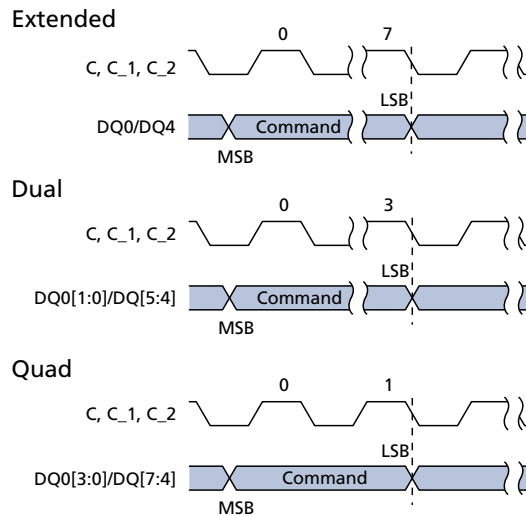 Extended
0 7
C, C_1, C_2
LSB
DQ0/DQ4 Command
MSB
Dual
0 3
C, C_1, C_2
LSB
DQ0[1:0]/DQ[5:4] Command
MSB
Quad
0 1
C, C_1, C_2
LSB
DQ0[3:0]/DQ[7:4] Command
MSB